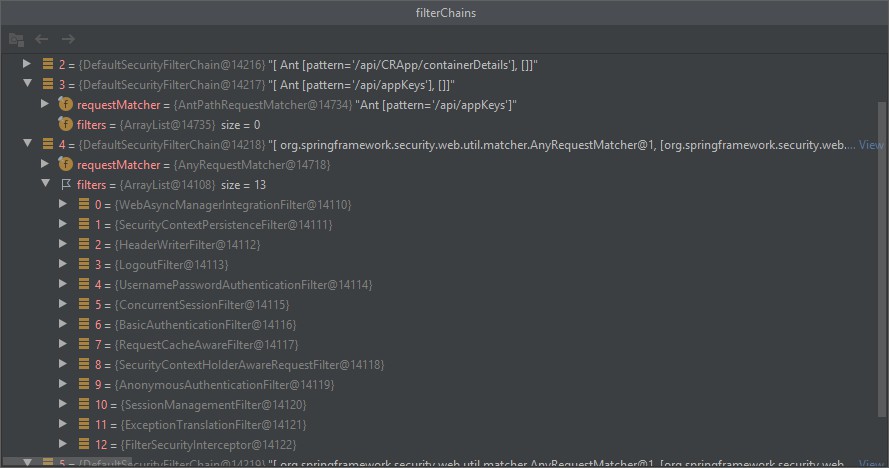 filterChains
2 = {DefaultSecurityFilterChain@14216} "[ Ant [pattern='/api/CRApp/containerDetails'], []]"
3 = {DefaultSecurityFilterChain@14217} "[ Ant [pattern='/api/appKeys'], []]"
requestMatcher = {AntPathRequestMatcher@14734} "Ant [pattern='/api/appKeys']"
filters = {ArrayList@14735} size = 0
4 = {DefaultSecurityFilterChain@14218} "[ org.springframework.security.web.util.matcher.AnyRequestMatcher@1, [org.springframework.security.web.... View
requestMatcher = {AnyRequestMatcher@14718}
filters = {ArrayList@14108} size = 13
0 = {WebAsyncManagerIntegrationFilter@14110}
1 = {SecurityContextPersistenceFilter@14111}
2 = {HeaderWriterFilter@14112}
3 = {LogoutFilter@14113}
4 = {UsernamePasswordAuthenticationFilter@14114}
5 = {ConcurrentSessionFilter@14115}
6 = {BasicAuthenticationFilter@14116}
7 = {RequestCacheAwareFilter@14117}
8 = {SecurityContextHolderAwareRequestFilter@14118}
9 = {AnonymousAuthenticationFilter@14119}
10 = {SessionManagementFilter@14120}
11 = {ExceptionTranslationFilter@14121}
12 = {FilterSecurityInterceptor@14122}
5 = {DefaultSecurityFilterChain@14219} "[ org.springframework.security.web.util.matcher.AnyRequestMatcher@1, [org.springframework.security.web.... View